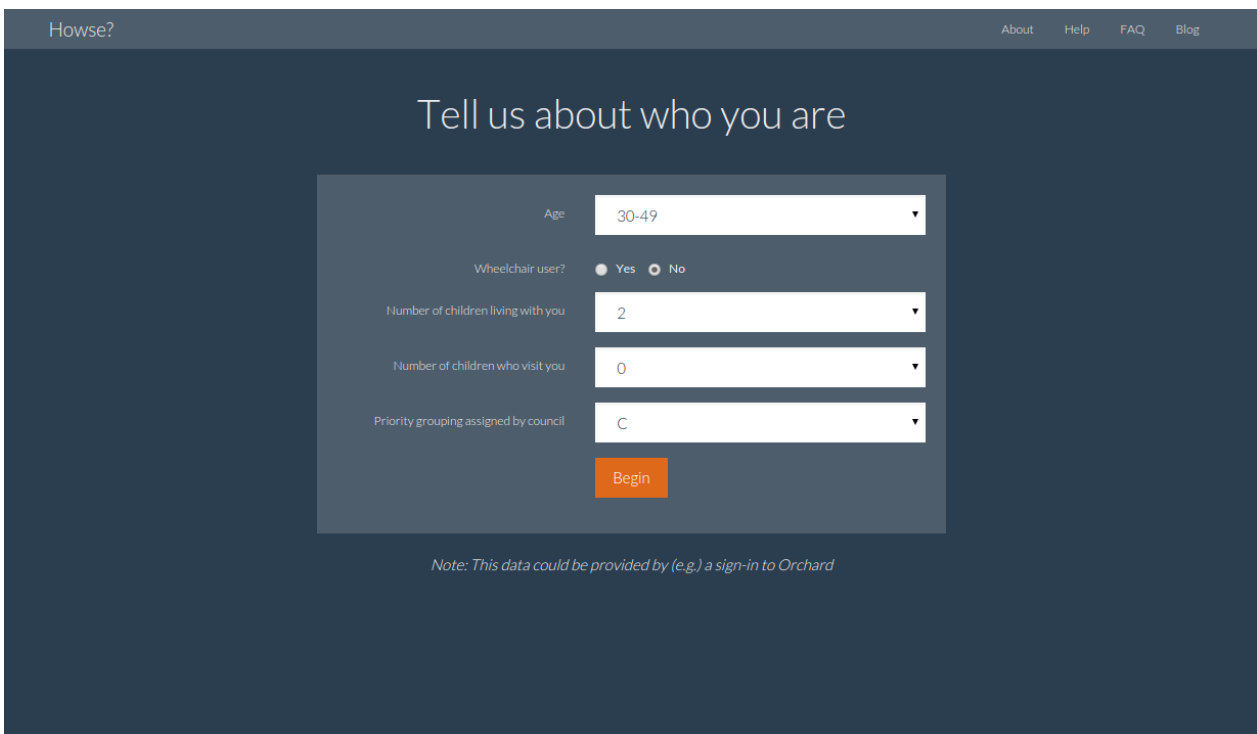 Howse? About Help FAQ Blog
Tell us about who you are
Age 30-49
Wheelchair user? Yes No
Number of children living with you 2
Number of children who visit you 0
Priority grouping assigned by council C
Begin
Note: This data could be provided by (e.g.) a sign-in to Orchard